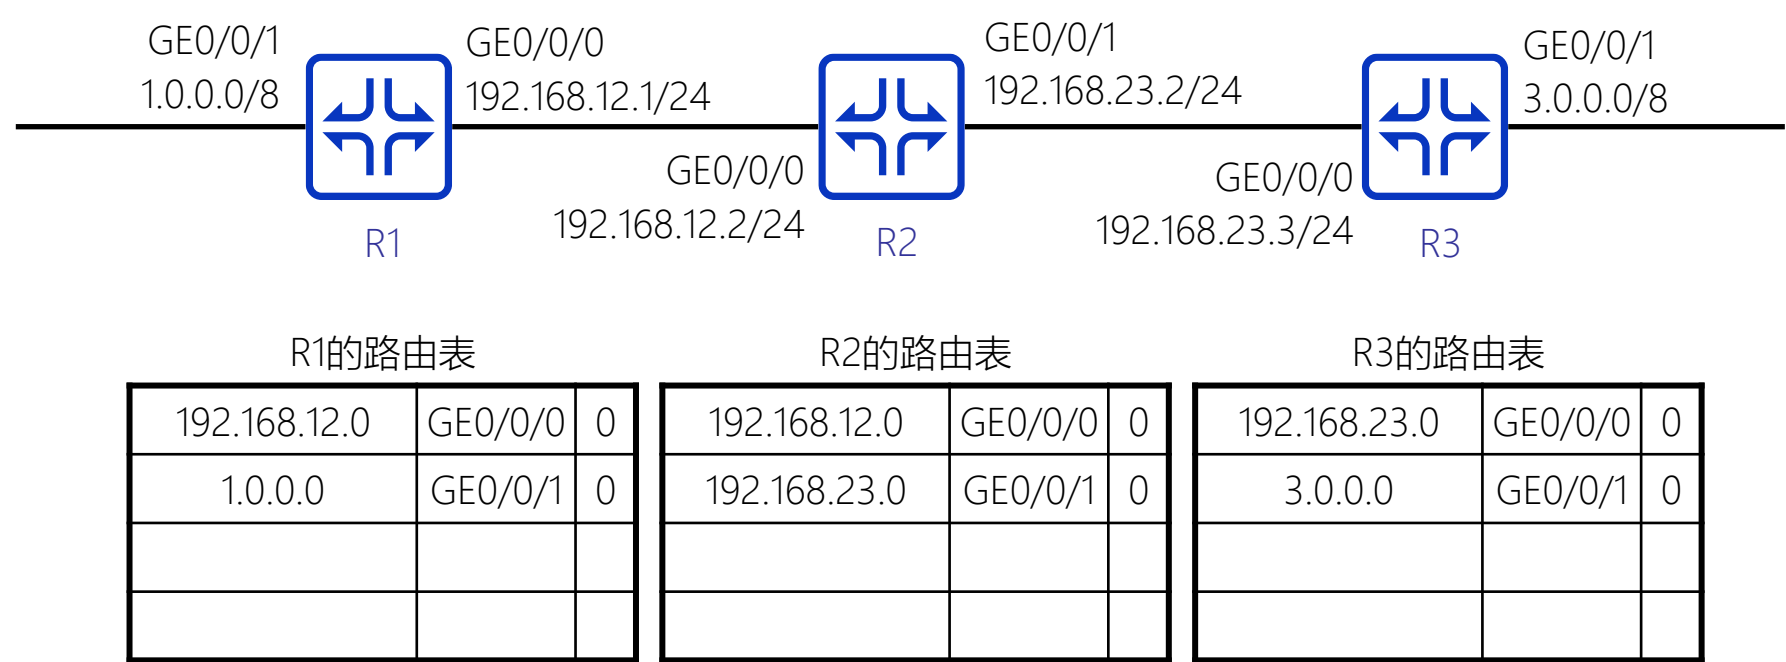 GE0/0/1
1.0.0.0/8
GE0/0/0
192.168.12.1/24
GE0/0/0
192.168.12.2/24
GE0/0/1
192.168.23.2/24
GE0/0/0
192.168.23.3/24
GE0/0/1
3.0.0.0/8
R1
R2
R3
R1的路由表
192.168.12.0 GE0/0/0 0
1.0.0.0 GE0/0/1 0
R2的路由表
192.168.12.0 GE0/0/0 0
192.168.23.0 GE0/0/1 0
R3的路由表
192.168.23.0 GE0/0/0 0
3.0.0.0 GE0/0/1 0